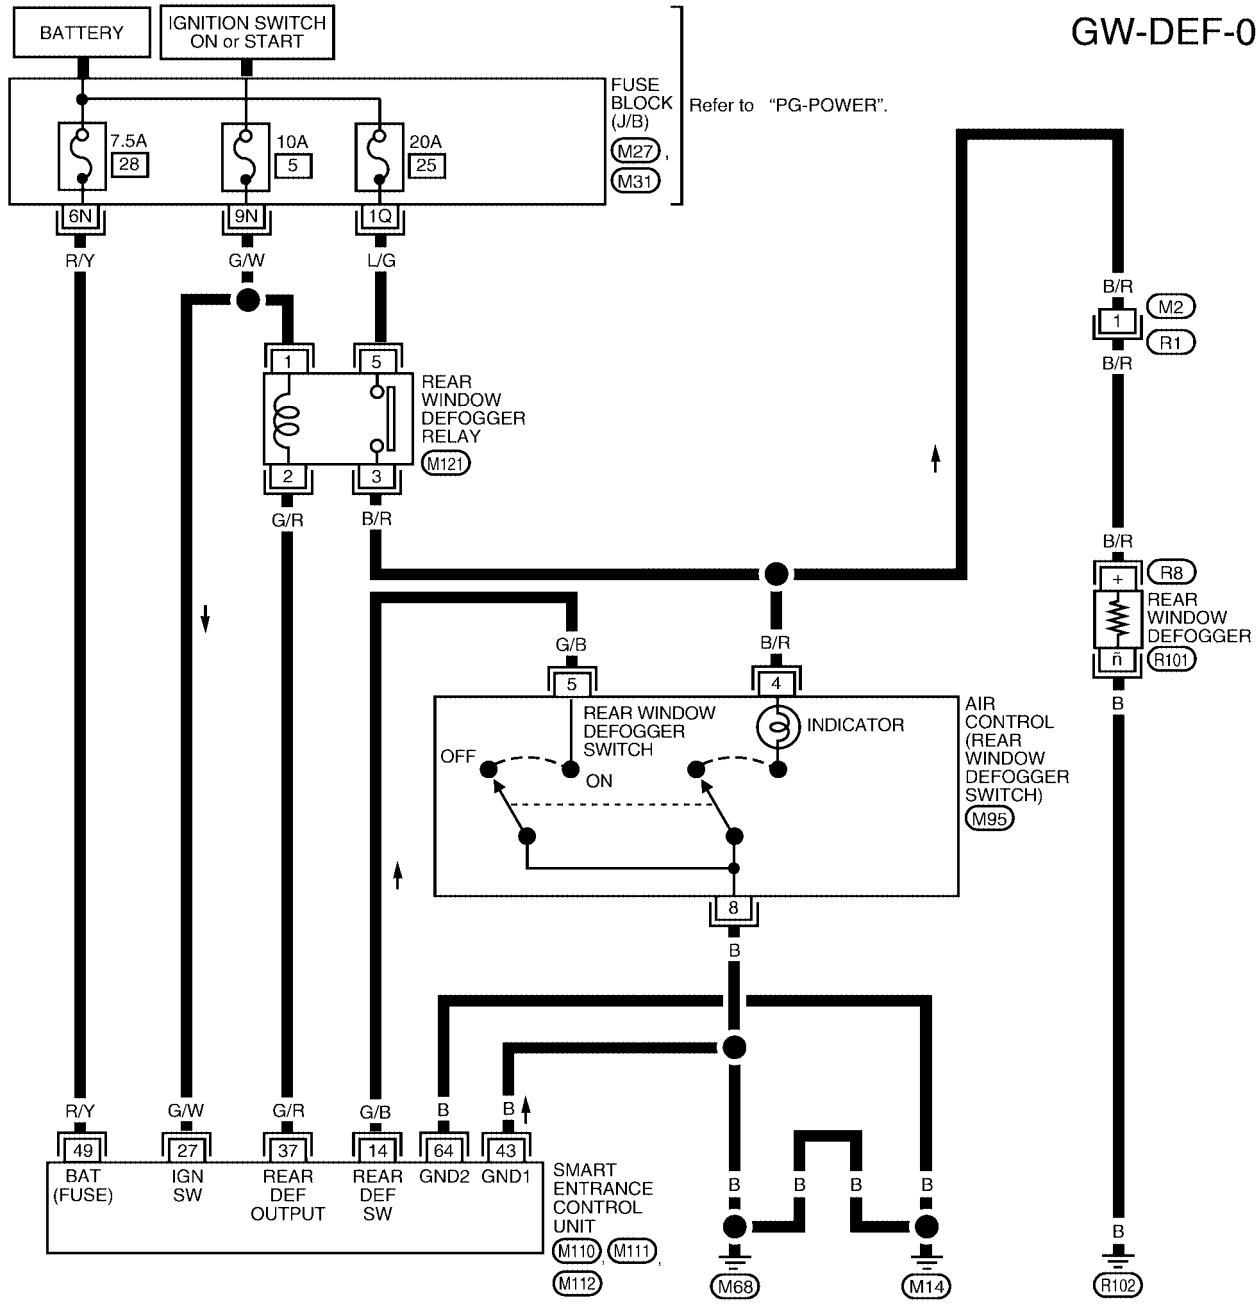 GW-DEF-0
BATTERY
IGNITION SWITCH
ON or START
FUSE
BLOCK
(J/B)
Refer to "PG-POWER".
M27 ,
M31
7.5A
28
10A
5
20A
25
6N
9N
1Q
R/Y
G/W
L/G
B/R
M2
1
R1
B/R
1
5
REAR
WINDOW
DEFOGGER
RELAY
M121
2
3
G/R
B/R
B/R
R8
+
REAR
WINDOW
DEFOGGER
ñ
R101
B
G/B
B/R
5
4
REAR WINDOW
DEFOGGER
SWITCH
INDICATOR
OFF
ON
AIR
CONTROL
(REAR
WINDOW
DEFOGGER
SWITCH)
M95
8
B
R/Y
G/W
G/R
G/B
B
B
49
27
37
14
64
43
BAT
(FUSE)
IGN
SW
REAR
DEF
OUTPUT
REAR
DEF
SW
GND2
GND1
SMART
ENTRANCE
CONTROL
UNIT
M110 , M111 ,
M112
B
B
B
B
B
M68
M14
R102